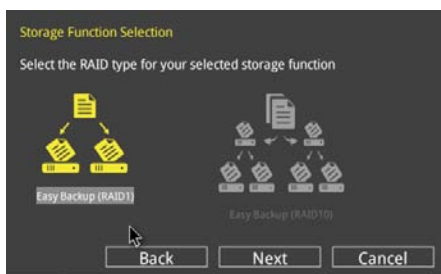 Storage Function Selection
Select the RAID type for your selected storage function
Easy Backup (RAID1)
Easy Backup (RAID10)
Back
Next
Cancel